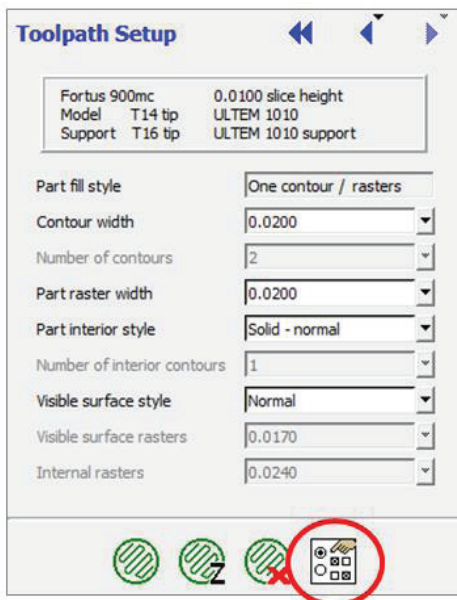 Toolpath Setup
Fortus 900mc 0.0100 slice height
Model T14 tip ULTEM 1010
Support T16 tip ULTEM 1010 support
Part fill style One contour / rasters
Contour width 0.0200
Number of contours 2
Part raster width 0.0200
Part interior style Solid - normal
Number of interior contours 1
Visible surface style Normal
Visible surface rasters 0.0170
Internal rasters 0.0240
Z